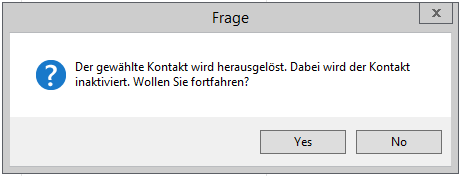 Frage
x
Der gewählte Kontakt wird herausgelöst. Dabei wird der Kontakt
inaktiviert. Wollen Sie fortfahren?
Yes
No